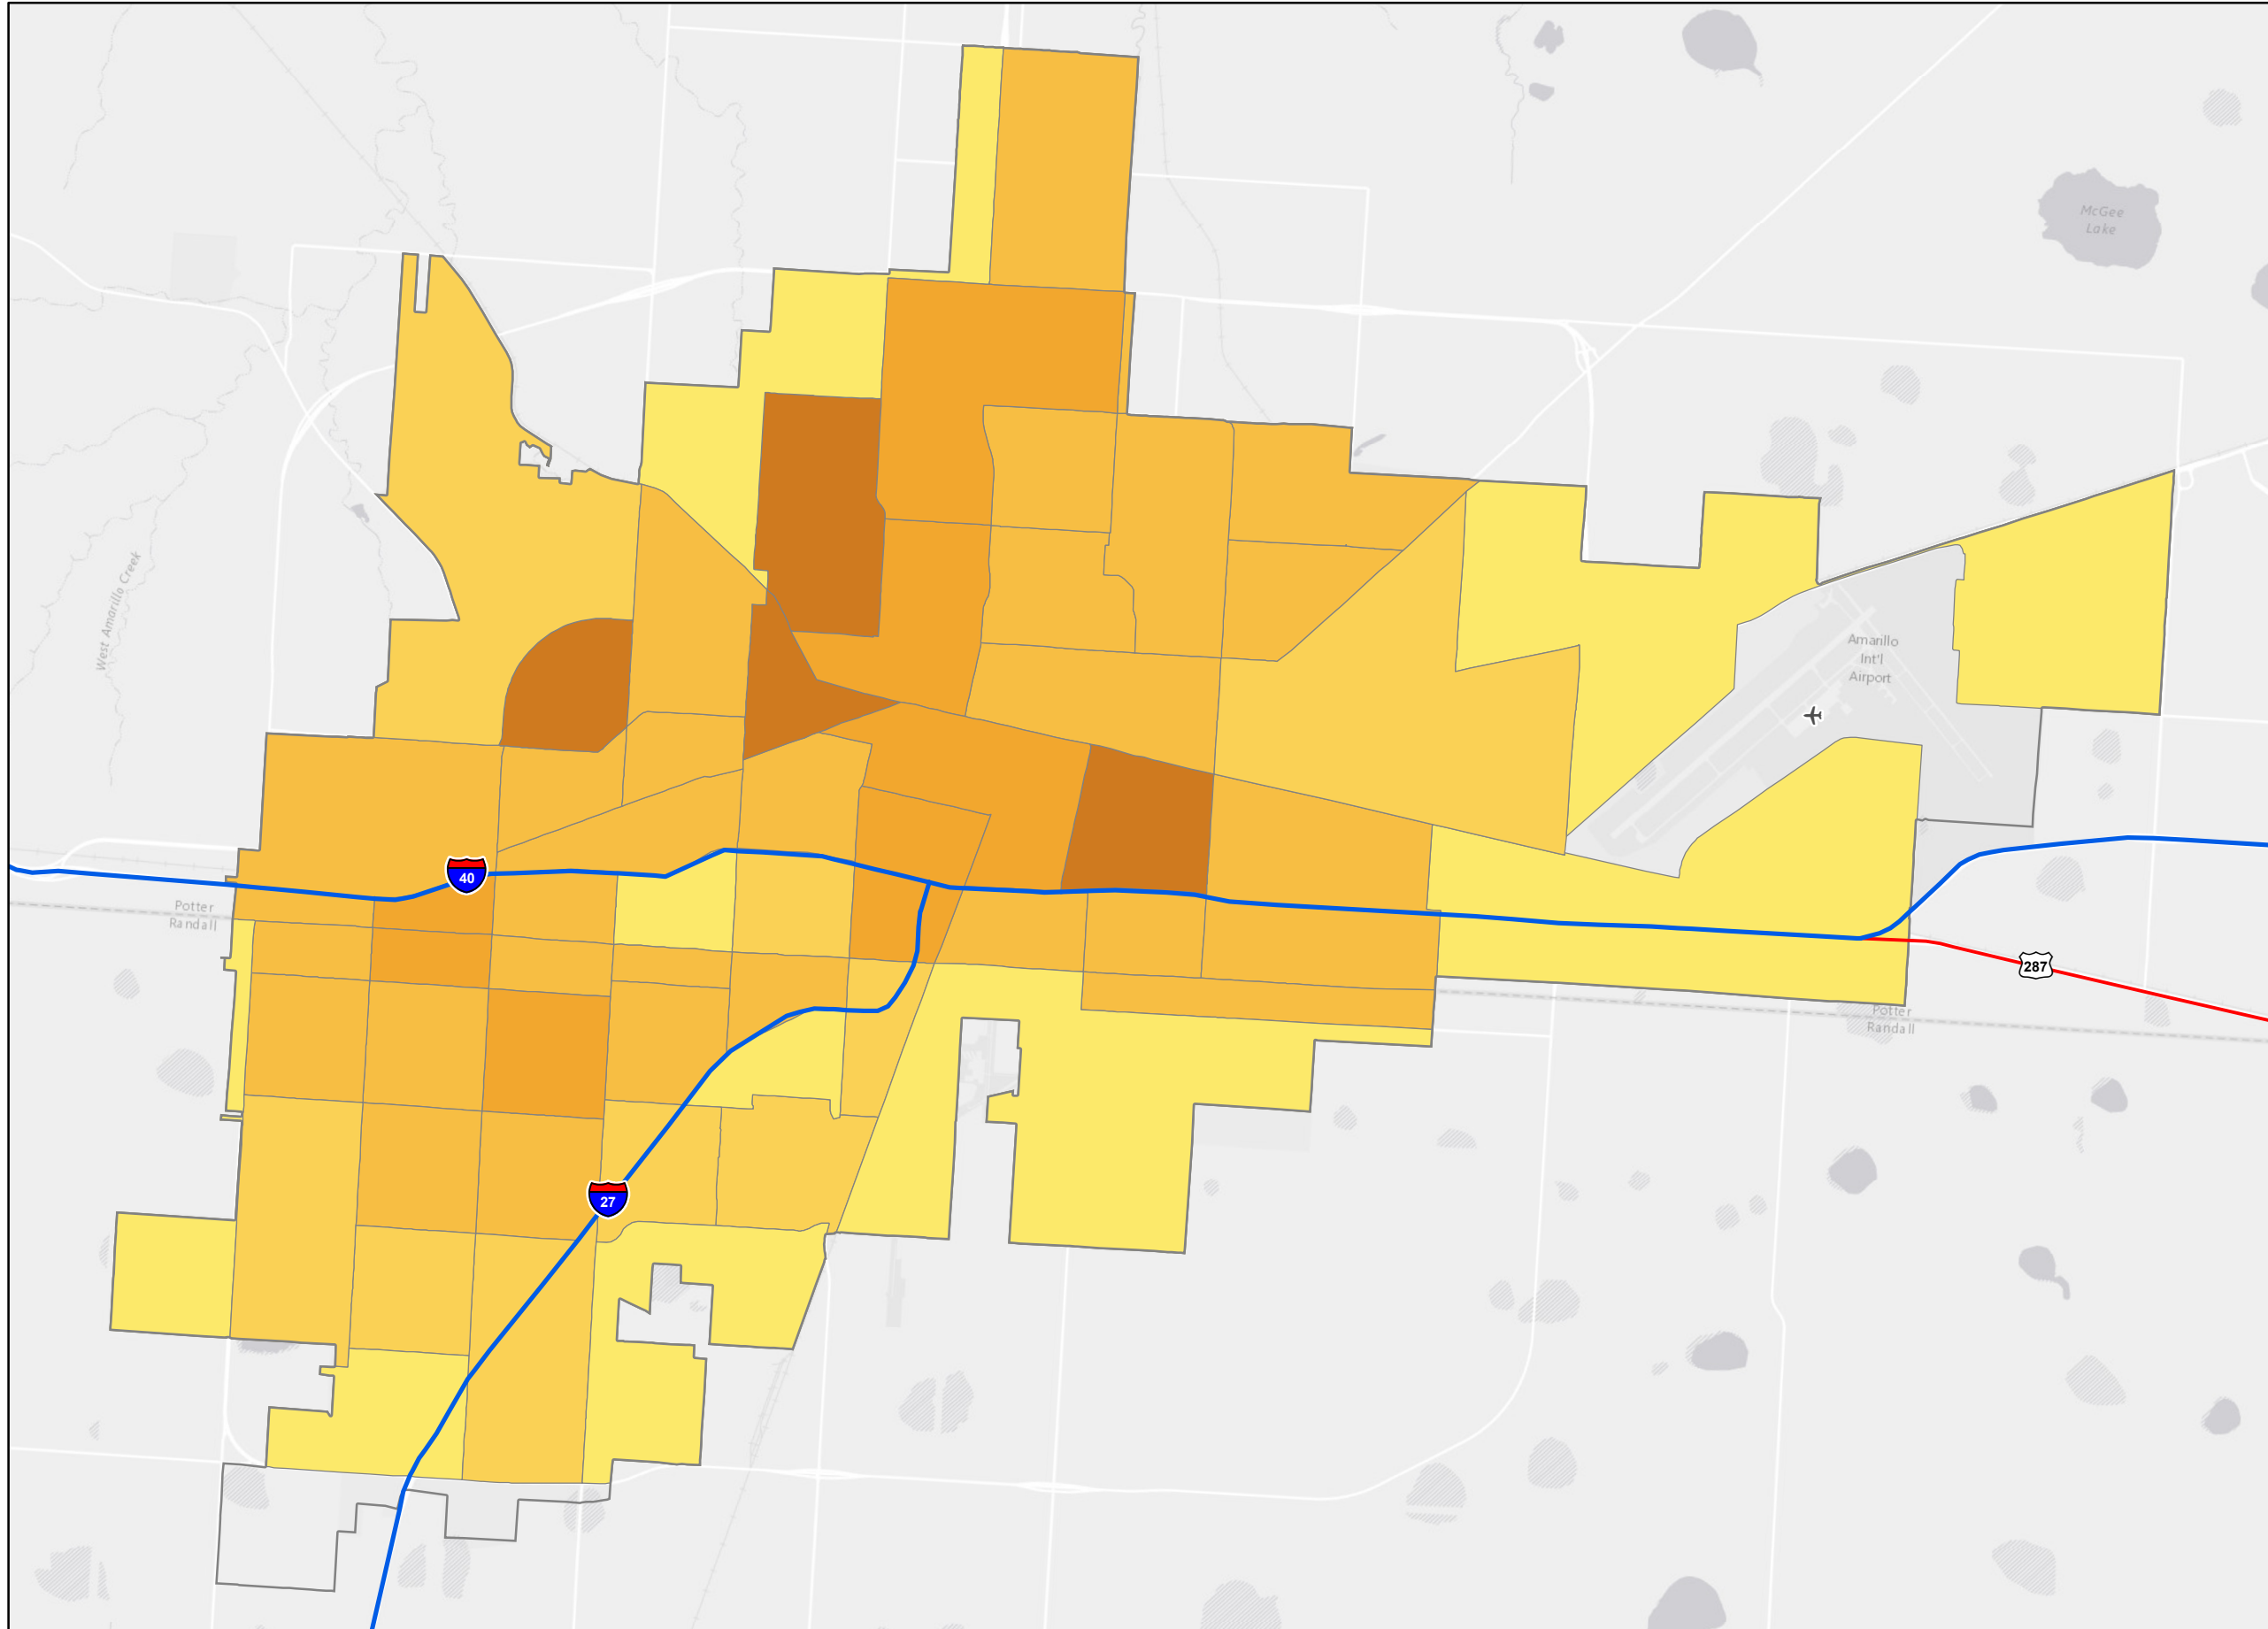 McGee
Lake
West Amarillo Creek
Amarillo
Int'l
Airport
40
Potter
Randall
287
Potter
Randall
27